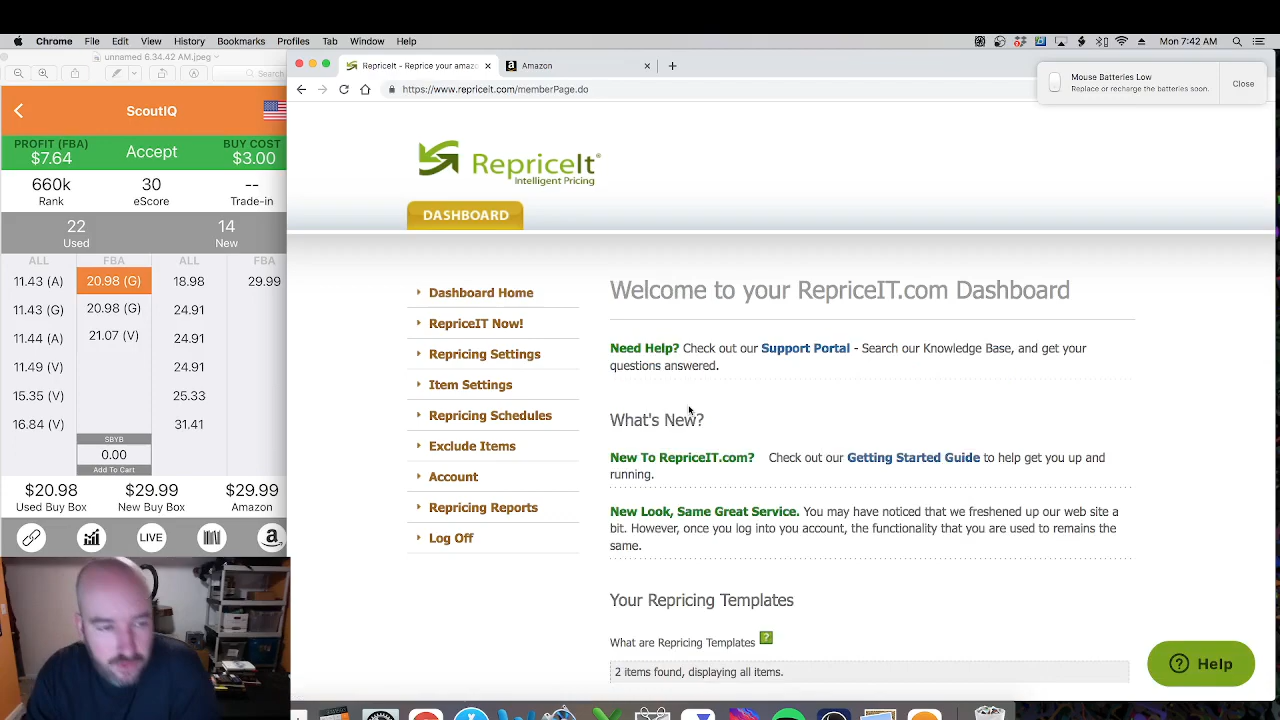 Chrome File Edit View History Bookmarks Profiles Tab Window Help
Mon 7:42 AM
unnamed 6.34.42 AM.jpeg
Search
RepriceIt - Reprice your amazo
Amazon
https://www.repriceit.com/memberPage.do
Mouse Batteries Low
Replace or recharge the batteries soon.
Close
ScoutIQ
PROFIT (FBA) Accept BUY COST
$7.64 $3.00
660k 30 --
Rank eScore Trade-in
22 14
Used New
ALL FBA ALL FBA
11.43 (A) 20.98 (G) 18.98 29.99
11.43 (G) 20.98 (G) 24.91
11.44 (A) 21.07 (V) 24.91
11.49 (V) 24.91
15.35 (V) 25.33
16.84 (V) 31.41
SBYB
0.00
Add To Cart
$20.98 $29.99 $29.99
Used Buy Box New Buy Box Amazon
LIVE
a
RepriceIt®
Intelligent Pricing
DASHBOARD
Dashboard Home
RepriceIT Now!
Repricing Settings
Item Settings
Repricing Schedules
Exclude Items
Account
Repricing Reports
Log Off
Welcome to your RepriceIT.com Dashboard
Need Help? Check out our Support Portal - Search our Knowledge Base, and get your
questions answered.
What's New?
New To RepriceIT.com? Check out our Getting Started Guide to help get you up and
running.
New Look, Same Great Service. You may have noticed that we freshened up our web site a
bit. However, once you log into you account, the functionality that you are used to remains the
same.
Your Repricing Templates
What are Repricing Templates ?
2 items found, displaying all items.
? Help